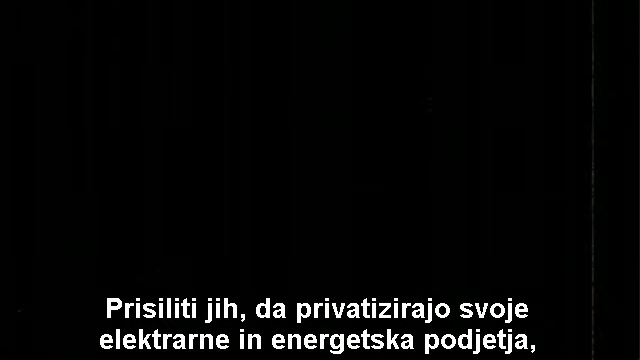 Prisiliti jih, da privatizirajo svoje
elektrarne in energetska podjetja,